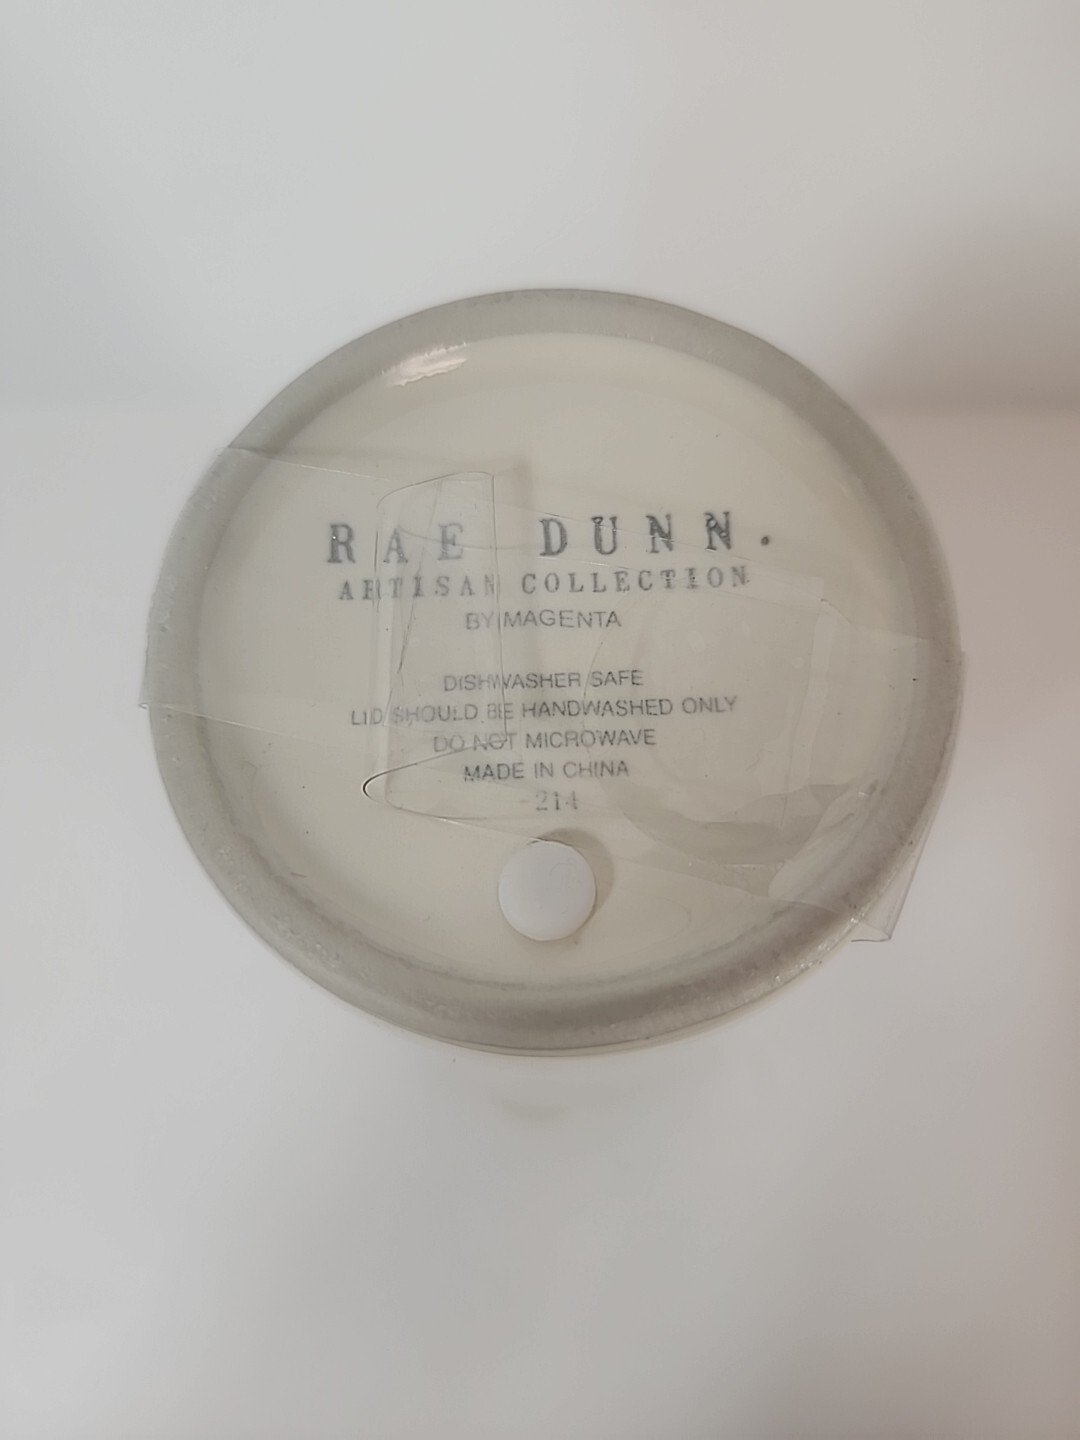 RAE DUNN.
ARTISAN COLLECTION
BY MAGENTA
DISHWASHER SAFE
LID SHOULD BE HANDWASHED ONLY
DO NOT MICROWAVE
MADE IN CHINA
-214